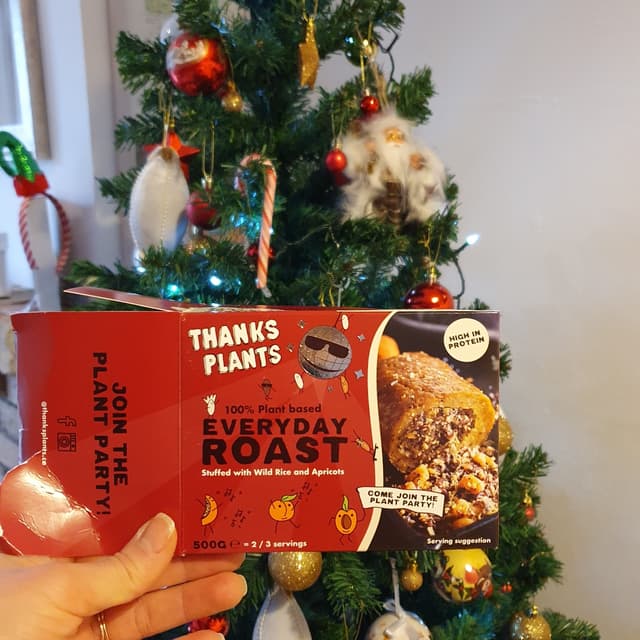 THANKS
PLANTS
HIGH IN
PROTEIN
100% Plant based
EVERYDAY
ROAST
Stuffed with Wild Rice and Apricots
COME JOIN THE
PLANT PARTY!
500G ℮ = 2 / 3 servings
Serving suggestion
JOIN THE
PLANT PARTY!
@thanksplants.co